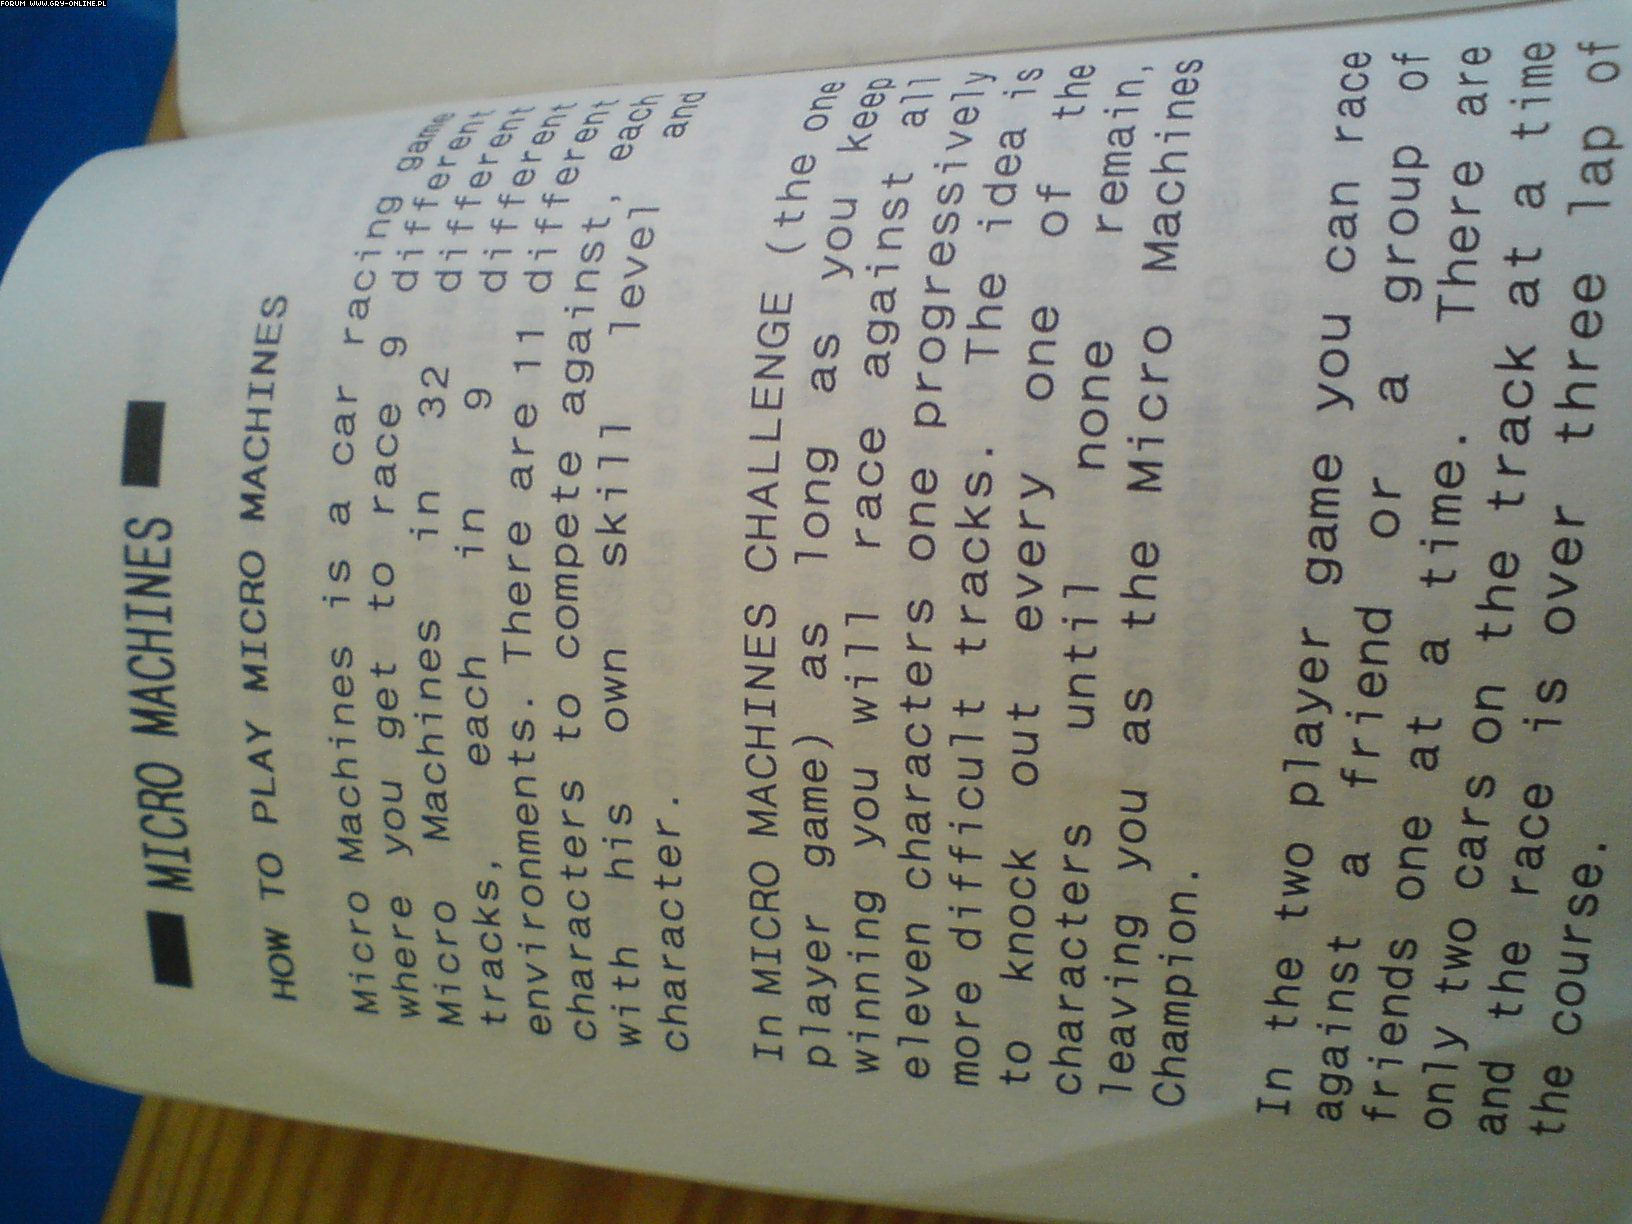 FORUM WWW.GRY-ONLINE.PL
MICRO MACHINES
HOW TO PLAY MICRO MACHINES
Micro Machines is a car racing game
where you get to race 9 different
Micro Machines in 32 different
tracks, each in 9 different
environments. There are 11 different
characters to compete against, each
with his own skill level and
character.
In MICRO MACHINES CHALLENGE (the one
player game) as long as you keep
winning you will race against all
eleven characters one progressively
more difficult tracks. The idea is
to knock out every one of the
characters until none remain,
leaving you as the Micro Machines
Champion.
In the two player game you can race
against a friend or a group of
friends one at a time. There are
only two cars on the track at a time
and the race is over three lap of
the course.